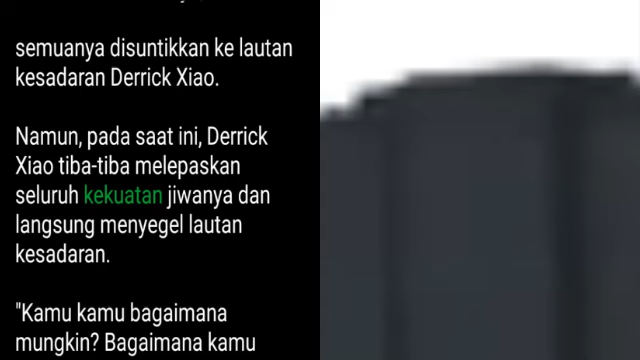 semuanya disuntikkan ke lautan
kesadaran Derrick Xiao.
Namun, pada saat ini, Derrick
Xiao tiba-tiba melepaskan
seluruh kekuatan jiwanya dan
langsung menyegel lautan
kesadaran.
"Kamu kamu bagaimana
mungkin? Bagaimana kamu